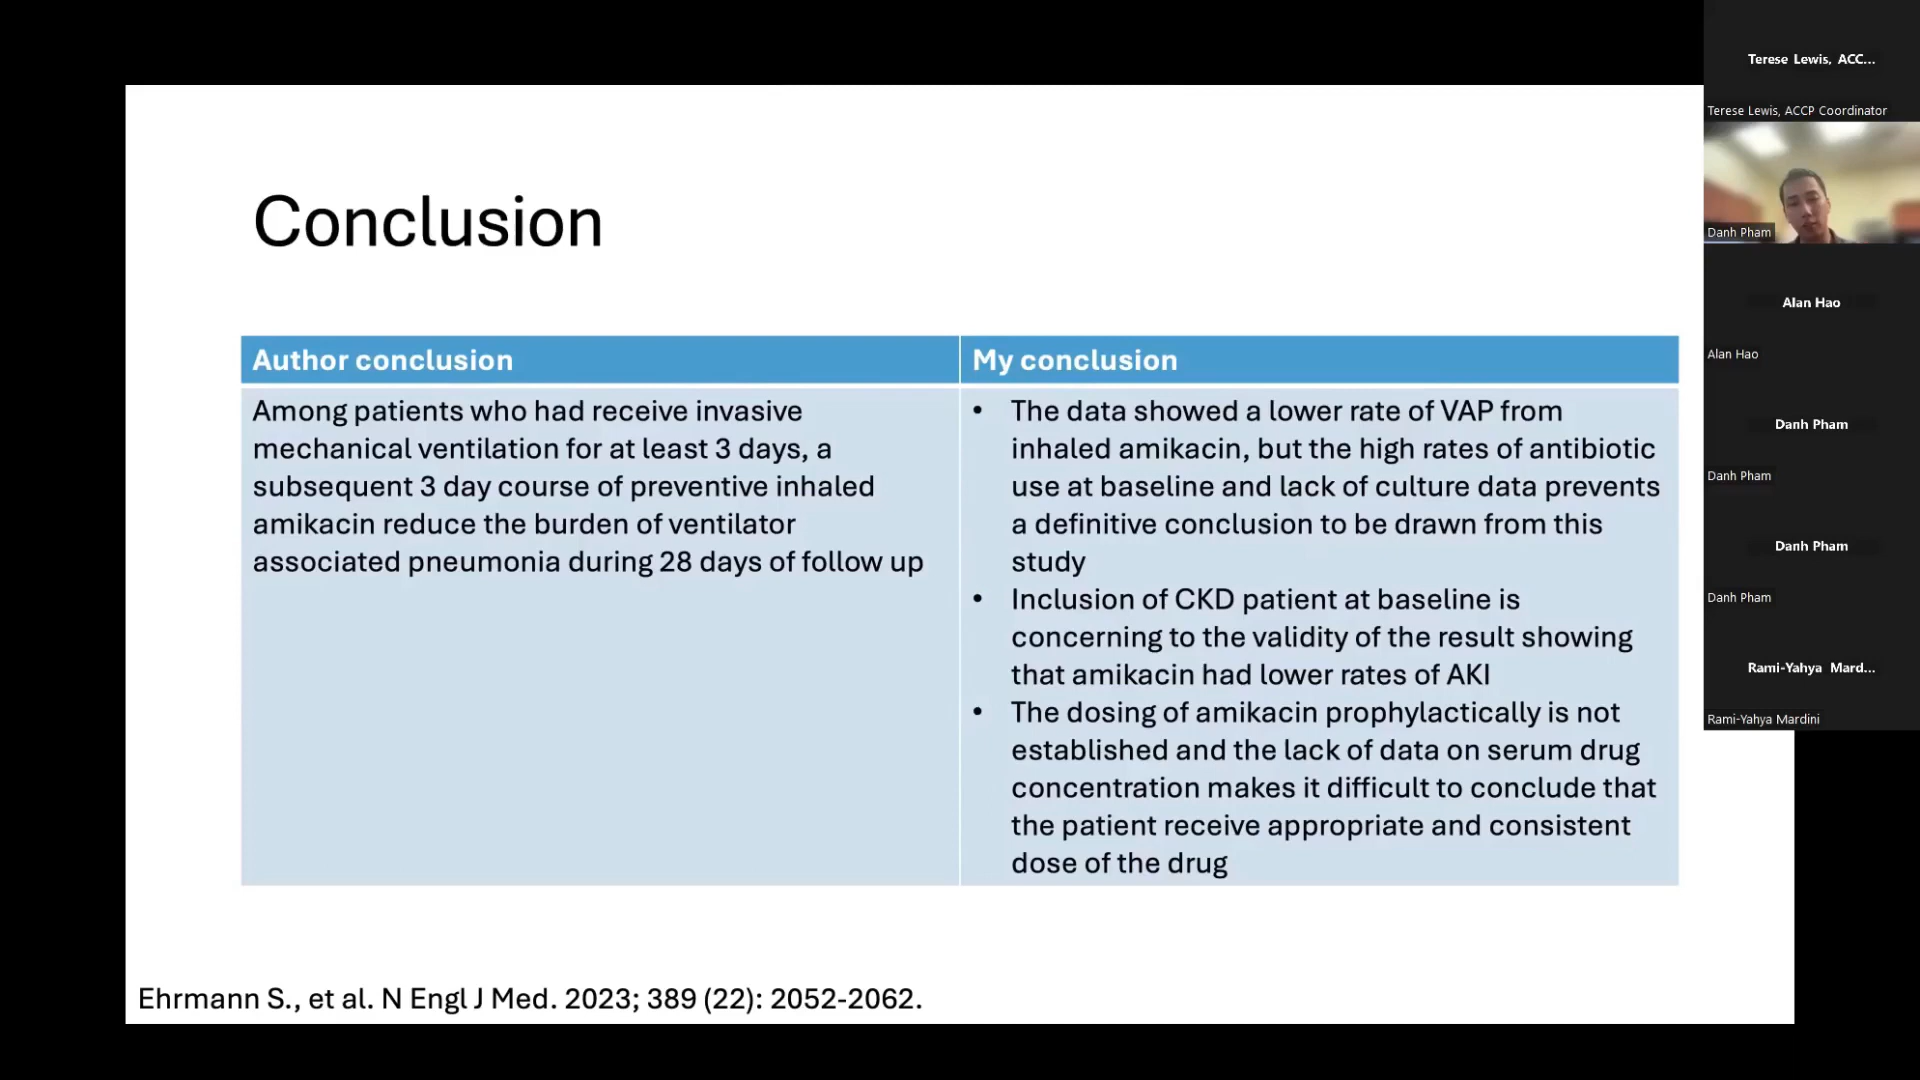 Conclusion
Author conclusion
Among patients who had receive invasive
mechanical ventilation for at least 3 days, a
subsequent 3 day course of preventive inhaled
amikacin reduce the burden of ventilator
associated pneumonia during 28 days of follow up
My conclusion
• The data showed a lower rate of VAP from
inhaled amikacin, but the high rates of antibiotic
use at baseline and lack of culture data prevents
a definitive conclusion to be drawn from this
study
• Inclusion of CKD patient at baseline is
concerning to the validity of the result showing
that amikacin had lower rates of AKI
• The dosing of amikacin prophylactically is not
established and the lack of data on serum drug
concentration makes it difficult to conclude that
the patient receive appropriate and consistent
dose of the drug
Ehrmann S., et al. N Engl J Med. 2023; 389 (22): 2052-2062.
Terese Lewis, ACC...
Terese Lewis, ACCP Coordinator
Danh Pham
Alan Hao
Alan Hao
Danh Pham
Danh Pham
Danh Pham
Danh Pham
Rami-Yahya Mard...
Rami-Yahya Mardini